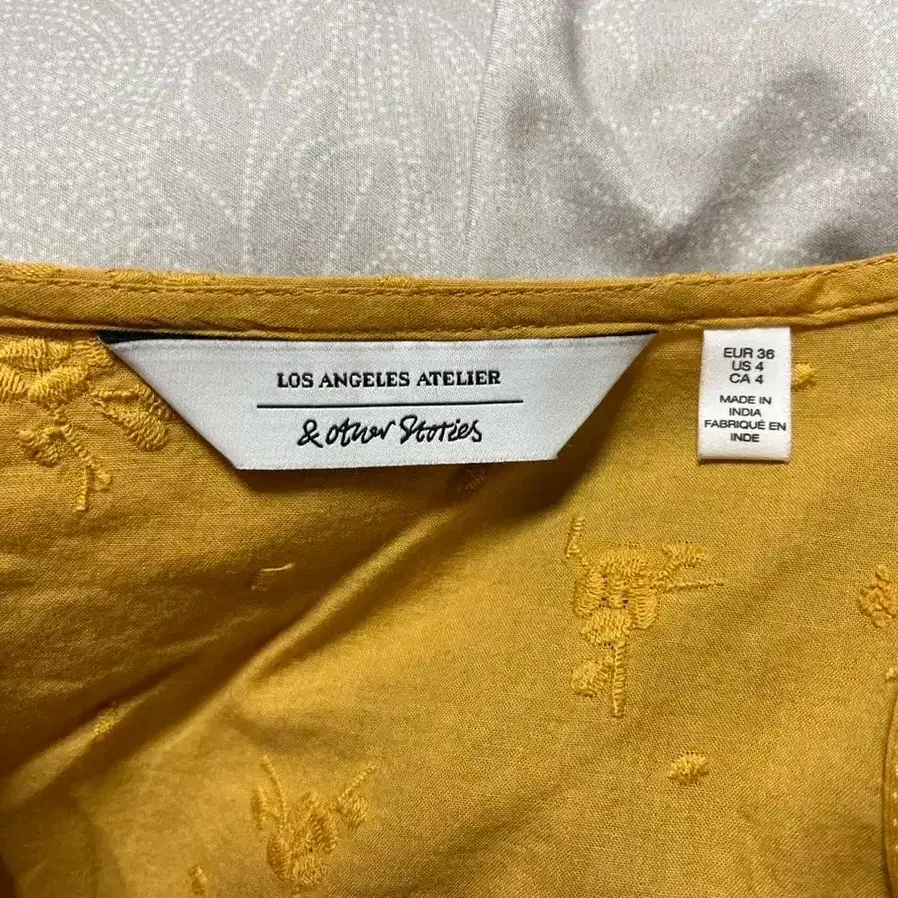 LOS ANGELES ATELIER
& other Stories
EUR 36
US 4
CA 4
MADE IN
INDIA
FABRIQUÉ EN
INDE